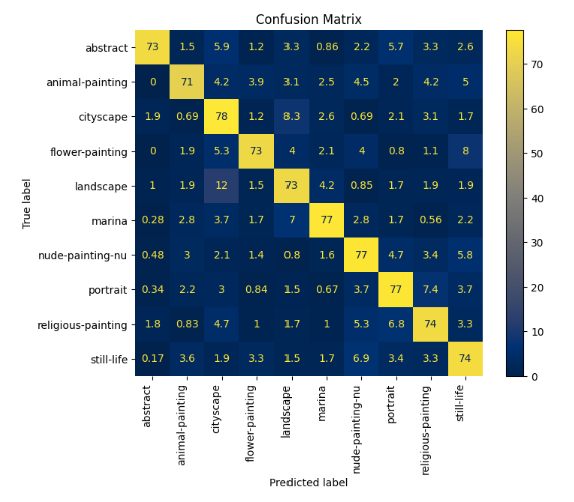 Confusion Matrix
abstract 73 1.5 5.9 1.2 3.3 0.86 2.2 5.7 3.3 2.6
animal-painting 0 71 4.2 3.9 3.1 2.5 4.5 2 4.2 5
cityscape 1.9 0.69 78 1.2 8.3 2.6 0.69 2.1 3.1 1.7
flower-painting 0 1.9 5.3 73 4 2.1 4 0.8 1.1 8
landscape 1 1.9 12 1.5 73 4.2 0.85 1.7 1.9 1.9
marina 0.28 2.8 3.7 1.7 7 77 2.8 1.7 0.56 2.2
nude-painting-nu 0.48 3 2.1 1.4 0.8 1.6 77 4.7 3.4 5.8
portrait 0.34 2.2 3 0.84 1.5 0.67 3.7 77 7.4 3.7
religious-painting 1.8 0.83 4.7 1 1.7 1 5.3 6.8 74 3.3
still-life 0.17 3.6 1.9 3.3 1.5 1.7 6.9 3.4 3.3 74
True label
abstract animal-painting cityscape flower-painting landscape marina nude-painting-nu portrait religious-painting still-life
Predicted label
70
60
50
40
30
20
10
0